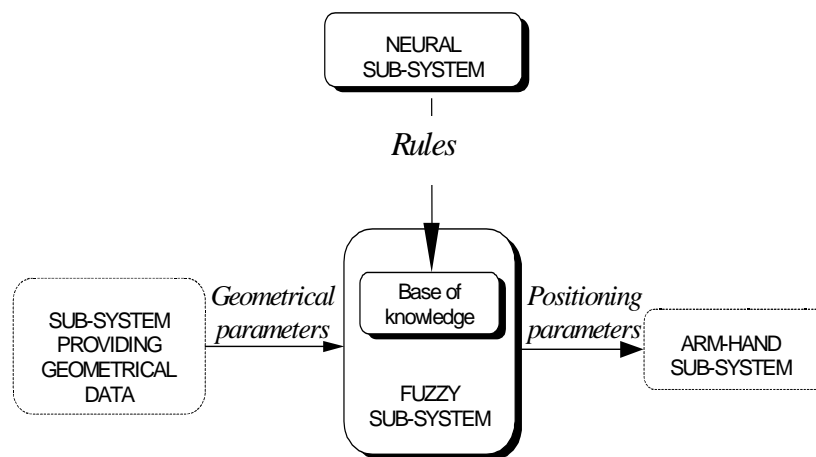 NEURAL
SUB-SYSTEM
Rules
Geometrical
parameters
Base of
knowledge
Positioning
parameters
SUB-SYSTEM
PROVIDING
GEOMETRICAL
DATA
FUZZY
SUB-SYSTEM
ARM-HAND
SUB-SYSTEM